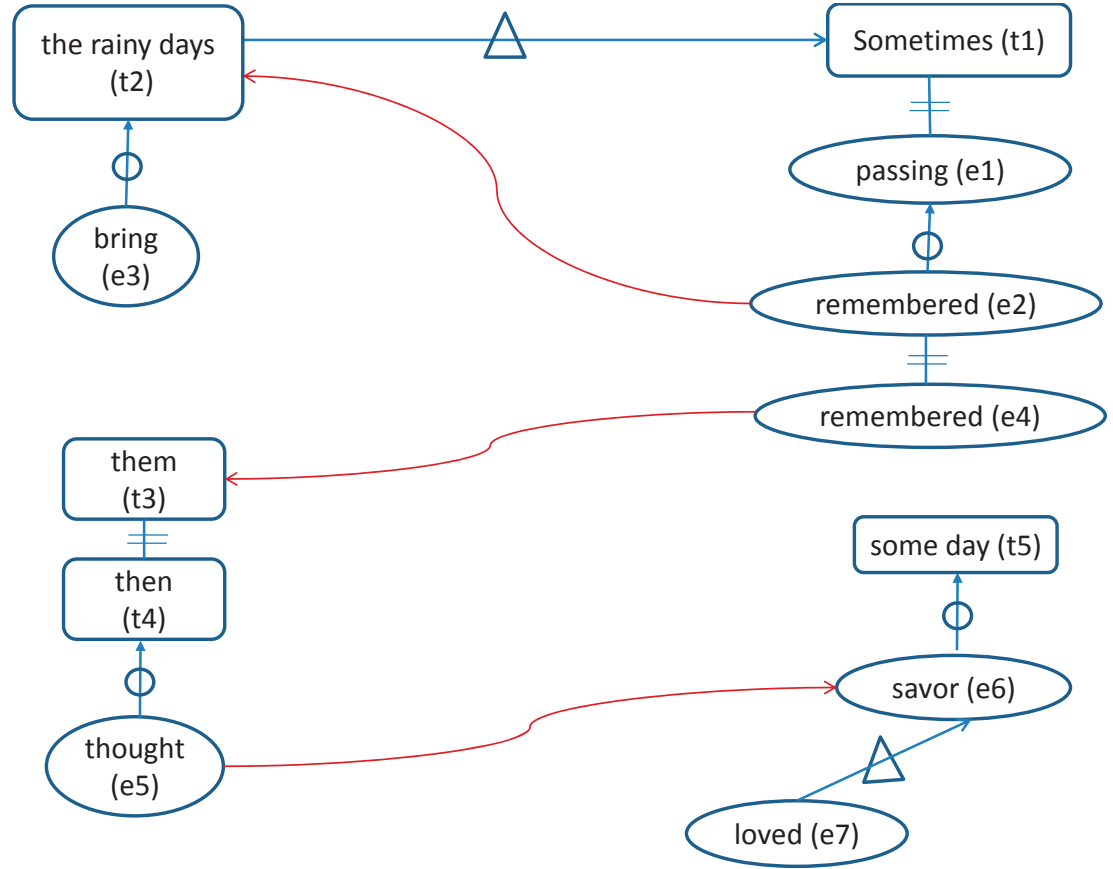 the rainy days
(t2)
Sometimes (t1)
passing (e1)
bring
(e3)
remembered (e2)
remembered (e4)
them
(t3)
some day (t5)
then
(t4)
savor (e6)
thought
(e5)
loved (e7)